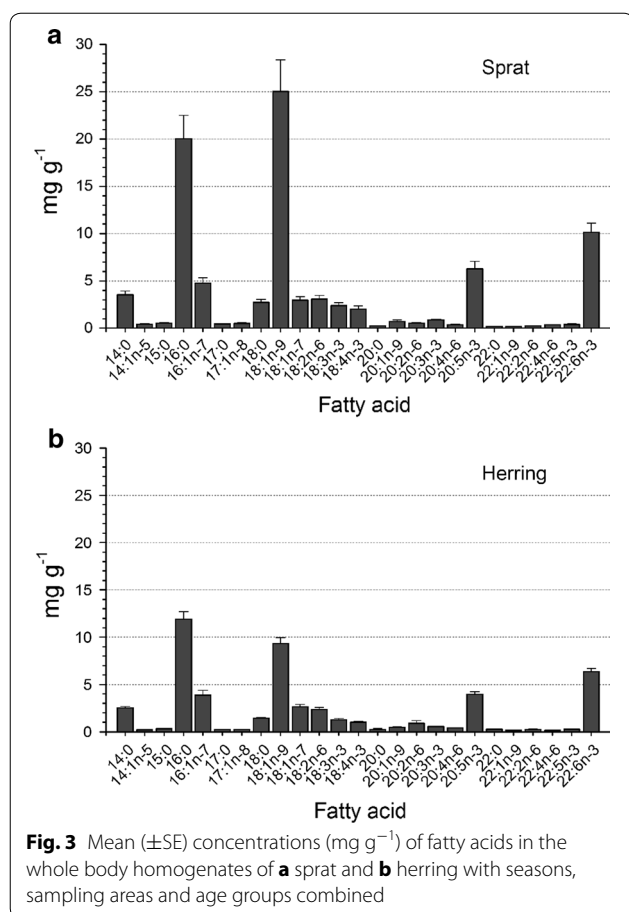 a
30
25
20
15
10
5
0
mg g⁻¹
Sprat
14:0
14:1n-5
15:0
16:0
16:1n-7
17:0
17:1n-8
18:0
18:1n-9
18:1n-7
18:2n-6
18:3n-3
18:4n-3
20:0
20:1n-9
20:2n-6
20:3n-3
20:4n-6
20:5n-3
22:0
22:1n-9
22:2n-6
22:4n-6
22:5n-3
22:6n-3
Fatty acid
b
30
25
20
15
10
5
0
mg g⁻¹
Herring
14:0
14:1n-5
15:0
16:0
16:1n-7
17:0
17:1n-8
18:0
18:1n-9
18:1n-7
18:2n-6
18:3n-3
18:4n-3
20:0
20:1n-9
20:2n-6
20:3n-3
20:4n-6
20:5n-3
22:0
22:1n-9
22:2n-6
22:4n-6
22:5n-3
22:6n-3
Fatty acid
Fig. 3 Mean (±SE) concentrations (mg g⁻¹) of fatty acids in the
whole body homogenates of a sprat and b herring with seasons,
sampling areas and age groups combined